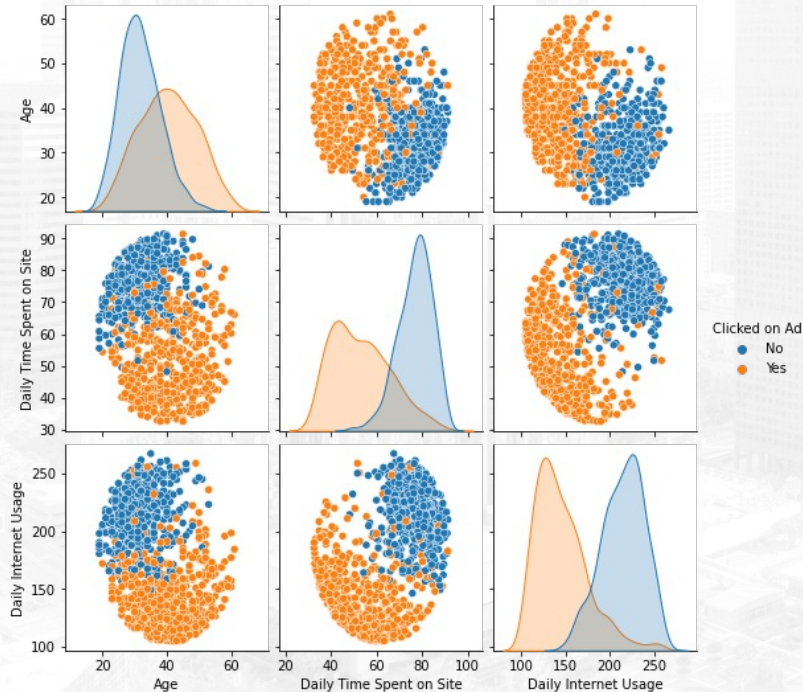 60
50
40
30
20
Age
90
80
70
60
50
40
30
Daily Time Spent on Site
Clicked on Ad
No
Yes
250
200
150
100
Daily Internet Usage
20 40 60
Age
20 40 60 80 100
Daily Time Spent on Site
100 150 200 250
Daily Internet Usage